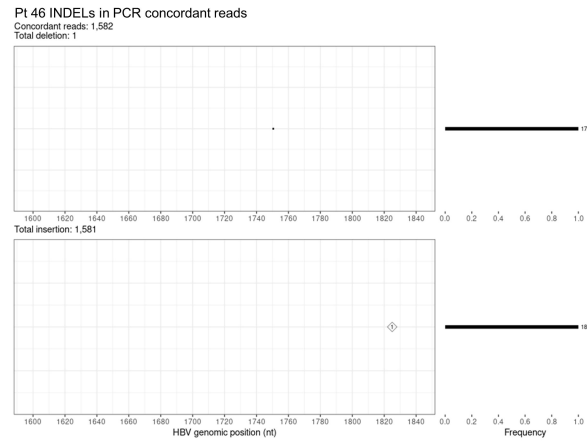 Pt 46 INDELs in PCR concordant reads
Concordant reads: 1,582
Total deletion: 1
17
1600 1620 1640 1660 1680 1700 1720 1740 1760 1780 1800 1820 1840 0.0 0.2 0.4 0.6 0.8 1.0
Total insertion: 1,581
1
18
1600 1620 1640 1660 1680 1700 1720 1740 1760 1780 1800 1820 1840 0.0 0.2 0.4 0.6 0.8 1.0
HBV genomic position (nt) Frequency